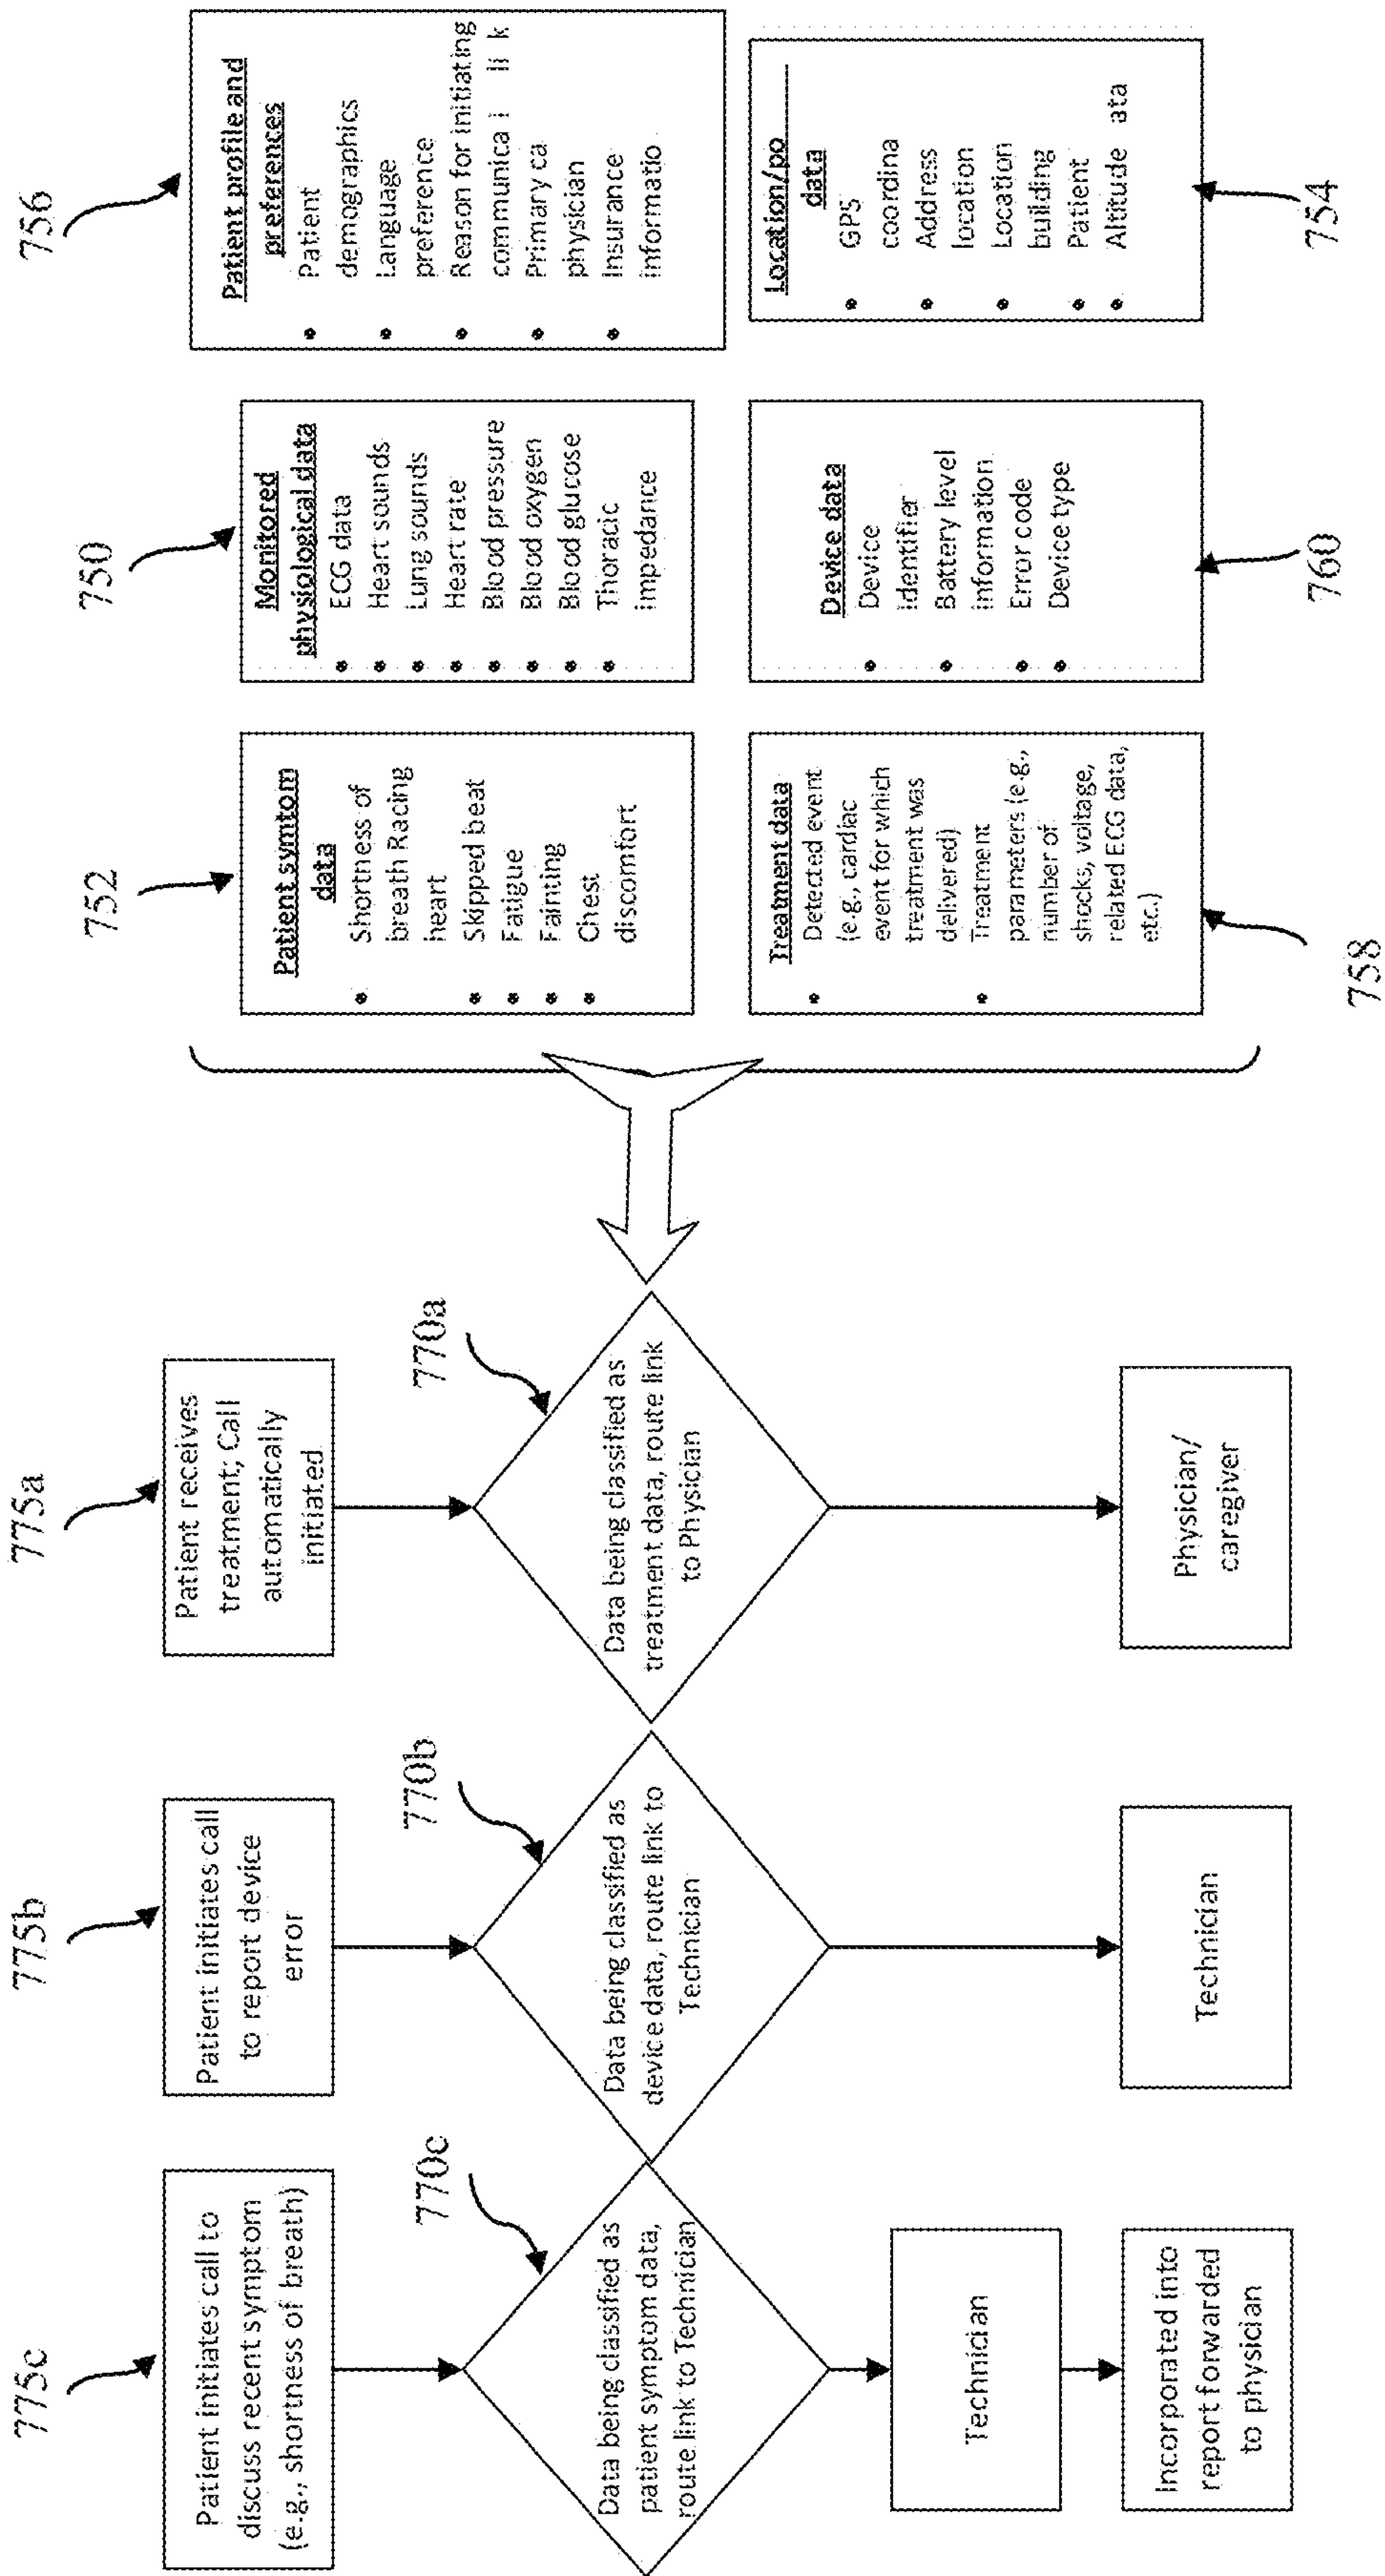 775c
Patient initiates call to
discuss recent symptom
(e.g., shortness of breath)
770c
Data being classified as
patient symptom data,
route link to Technician
Technician
Incorporated into
report forwarded
to physician
775b
Patient initiates call
to report device
error
770b
Data being classified as
device data, route link to
Technician
Technician
775a
Patient receives
treatment; Call
automatically
initiated
770a
Data being classified as
treatment data, route link
to Physician
Physician/
caregiver
752
Patient symtom
data
• Shortness of
breath Racing
heart
• Skipped beat
• Fatigue
• Fainting
• Chest
discomfort
750
Monitored
physiological data
• ECG data
• Heart sounds
• Lung sounds
• Heart rate
• Blood pressure
• Blood oxygen
• Blood glucose
• Thoracic
impedance
756
Patient profile and
preferences
• Patient
demographics
• Language
preference
• Reason for initiating
communica
• Primary ca
physician
• Insurance
informatio
Treatment data
• Detected event
(e.g., cardiac
event for which
treatment was
delivered)
• Treatment
parameters (e.g.,
number of
shocks, voltage,
related ECG data,
etc.)
758
Device data
• Device
identifier
• Battery level
information
• Error code
• Device type
760
Location/po
data
• GPS
coordina
• Address
location
• Location
building
• Patient
• Altitude ata
754